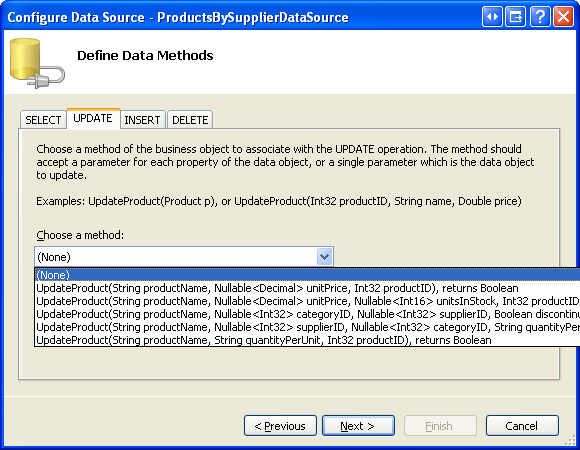 Configure Data Source - ProductsBySupplierDataSource
Define Data Methods
SELECT UPDATE INSERT DELETE
Choose a method of the business object to associate with the UPDATE operation. The method should
accept a parameter for each property of the data object, or a single parameter which is the data object
to update.
Examples: UpdateProduct(Product p), or UpdateProduct(Int32 productID, String name, Double price)
Choose a method:
(None)
(None)
UpdateProduct(String productName, Nullable<Decimal> unitPrice, Int32 productID), returns Boolean
UpdateProduct(String productName, Nullable<Decimal> unitPrice, Nullable<Int16> unitsInStock, Int32 productID
UpdateProduct(String productName, Nullable<Int32> categoryID, Nullable<Int32> supplierID, Boolean discontinu
UpdateProduct(String productName, Nullable<Int32> supplierID, Nullable<Int32> categoryID, String quantityPer
UpdateProduct(String productName, String quantityPerUnit, Int32 productID), returns Boolean
< Previous Next > Finish Cancel